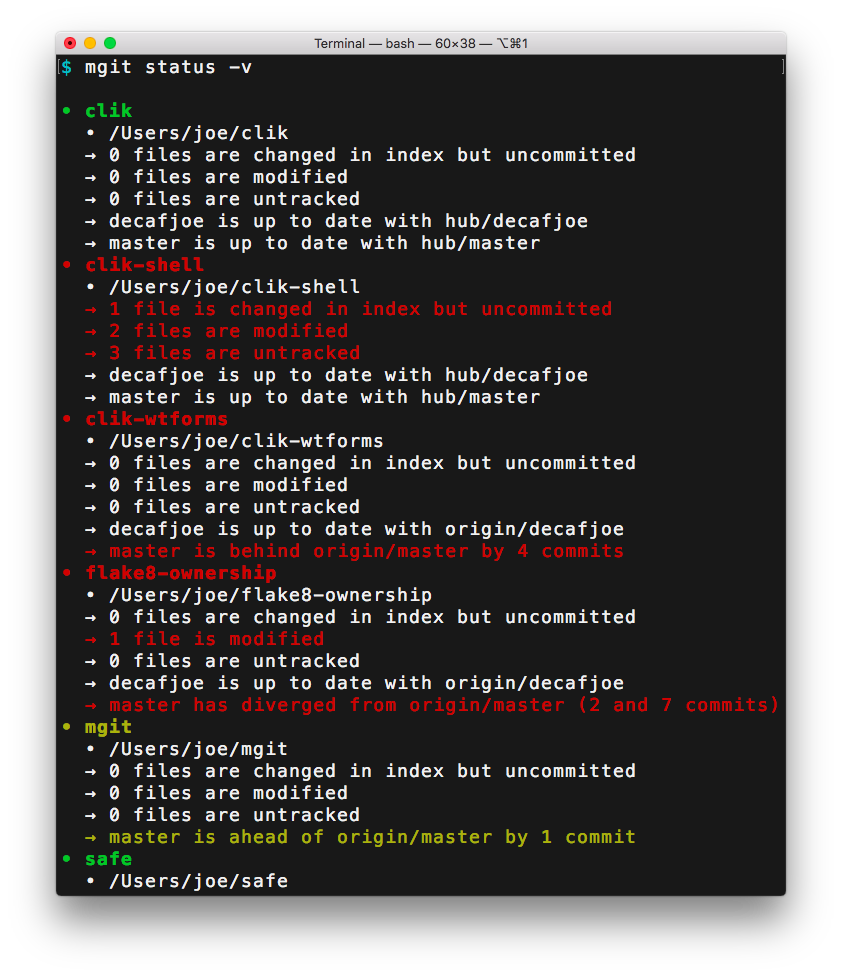 Terminal — bash — 60×38 — ⌥⌘1
[$ mgit status -v ]
• clik
• /Users/joe/clik
→ 0 files are changed in index but uncommitted
→ 0 files are modified
→ 0 files are untracked
→ decafjoe is up to date with hub/decafjoe
→ master is up to date with hub/master
• clik-shell
• /Users/joe/clik-shell
→ 1 file is changed in index but uncommitted
→ 2 files are modified
→ 3 files are untracked
→ decafjoe is up to date with hub/decafjoe
→ master is up to date with hub/master
• clik-wtforms
• /Users/joe/clik-wtforms
→ 0 files are changed in index but uncommitted
→ 0 files are modified
→ 0 files are untracked
→ decafjoe is up to date with origin/decafjoe
→ master is behind origin/master by 4 commits
• flake8-ownership
• /Users/joe/flake8-ownership
→ 0 files are changed in index but uncommitted
→ 1 file is modified
→ 0 files are untracked
→ decafjoe is up to date with origin/decafjoe
→ master has diverged from origin/master (2 and 7 commits)
• mgit
• /Users/joe/mgit
→ 0 files are changed in index but uncommitted
→ 0 files are modified
→ 0 files are untracked
→ master is ahead of origin/master by 1 commit
• safe
• /Users/joe/safe